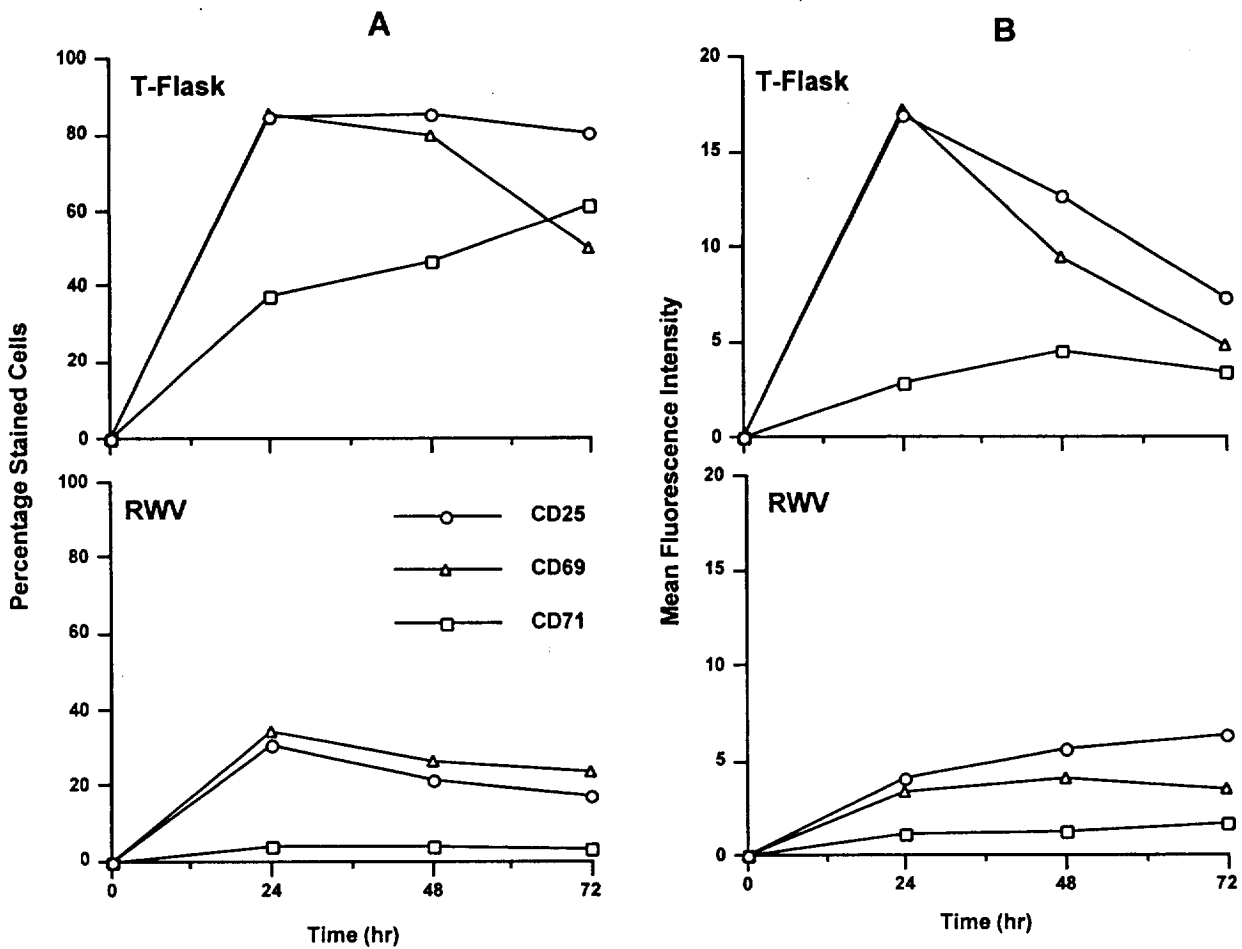 A
Percentage Stained Cells
T-Flask
100
80
60
40
20
0
RWV
100
80
60
40
20
0
CD25
CD69
CD71
0
24
48
72
Time (hr)
B
Mean Fluorescence Intensity
T-Flask
20
15
10
5
0
RWV
20
15
10
5
0
0
24
48
72
Time (hr)